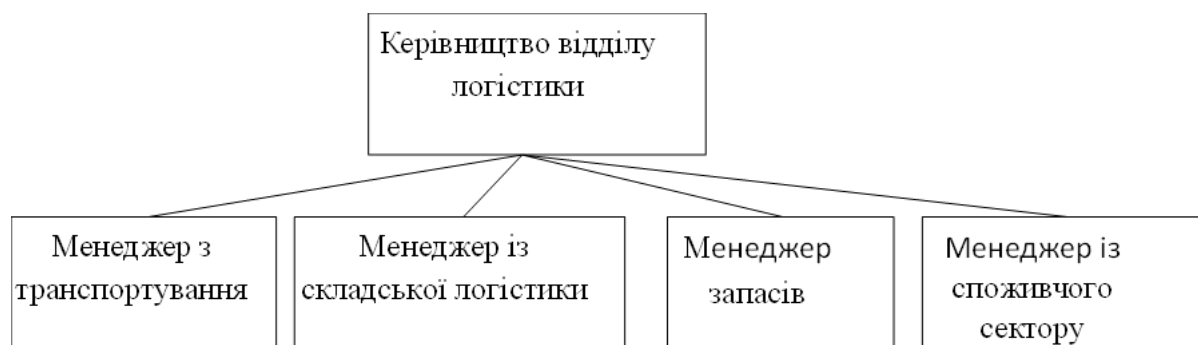 Керівництво відділу
логістики
Менеджер з
транспортування
Менеджер із
складської логістики
Менеджер
запасів
Менеджер із
споживчого
сектору